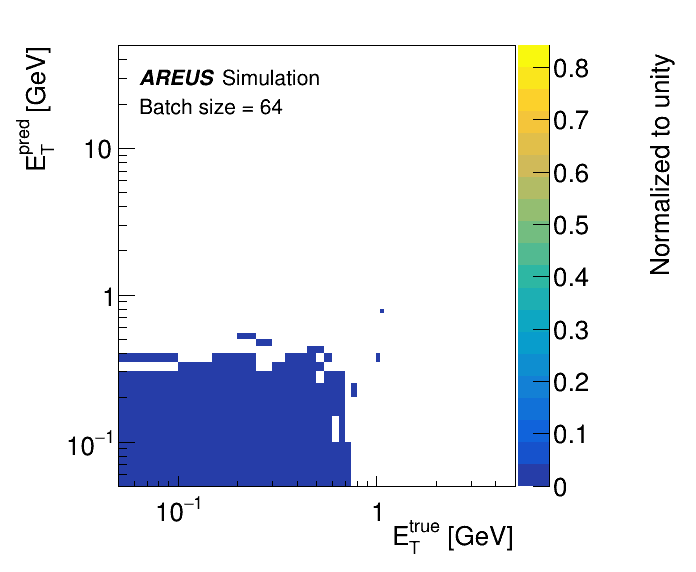 AREUS Simulation
Batch size = 64
E_T^pred [GeV]
10
1
10^−1
10^−1
1
E_T^true [GeV]
0.8
0.7
0.6
0.5
0.4
0.3
0.2
0.1
0
Normalized to unity